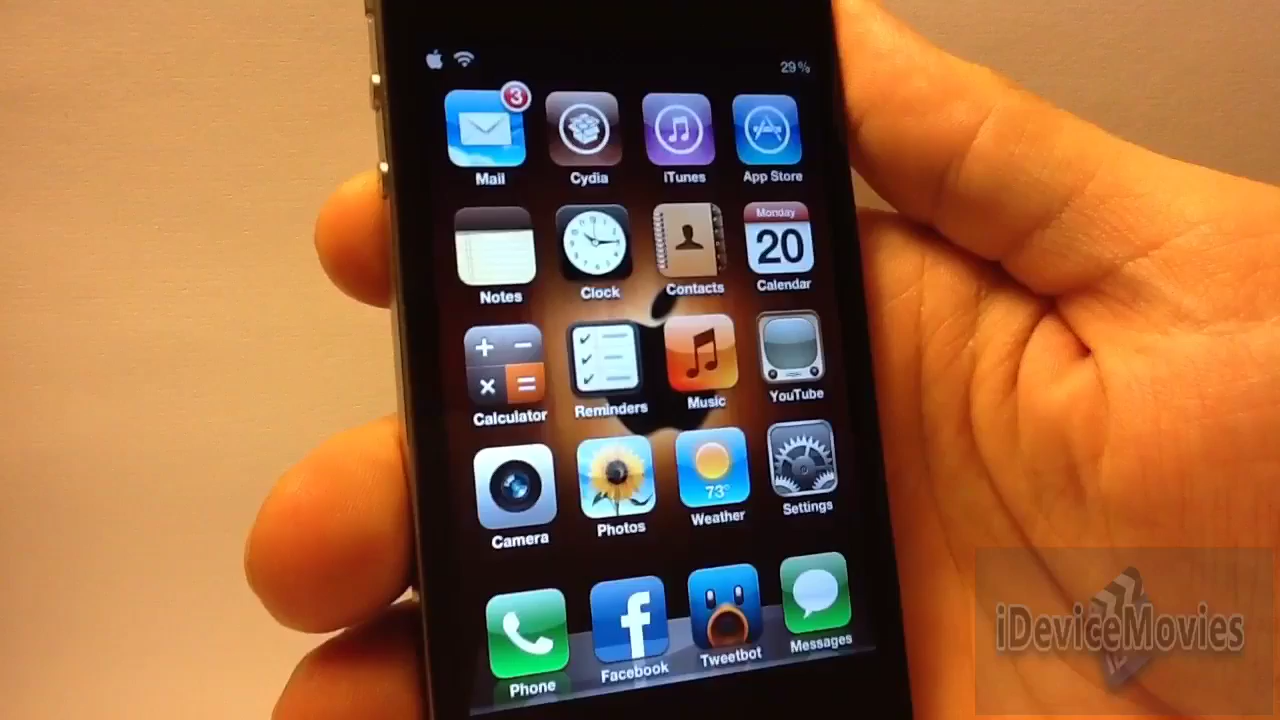 29%
3
Mail Cydia iTunes App Store
Monday
20
Notes Clock Contacts Calendar
Calculator Reminders Music YouTube
73°
Camera Photos Weather Settings
f
Phone Facebook Tweetbot Messages
iDeviceMovies